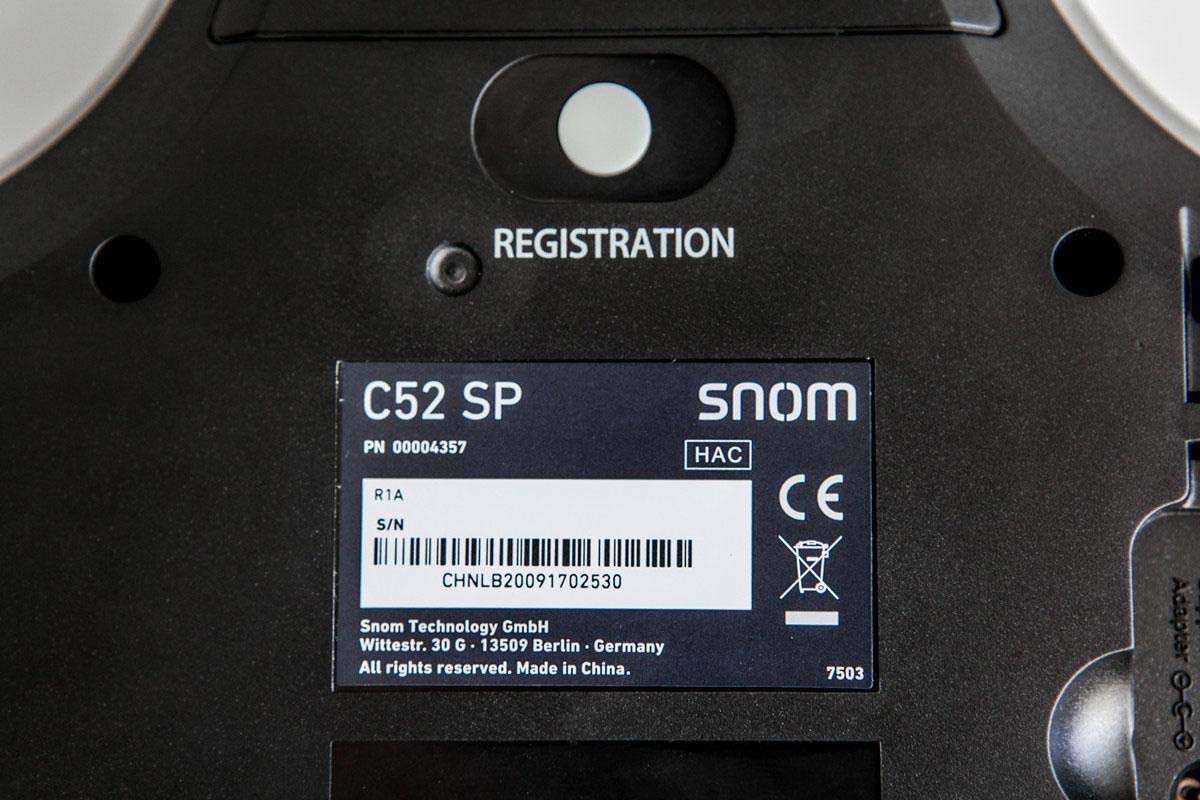 REGISTRATION
C52 SP
snom
PN 00004357
HAC
R1A
S/N
CHNLB20091702530
CE
Snom Technology GmbH
Wittestr. 30 G · 13509 Berlin · Germany
All rights reserved. Made in China.
7503
Adapter